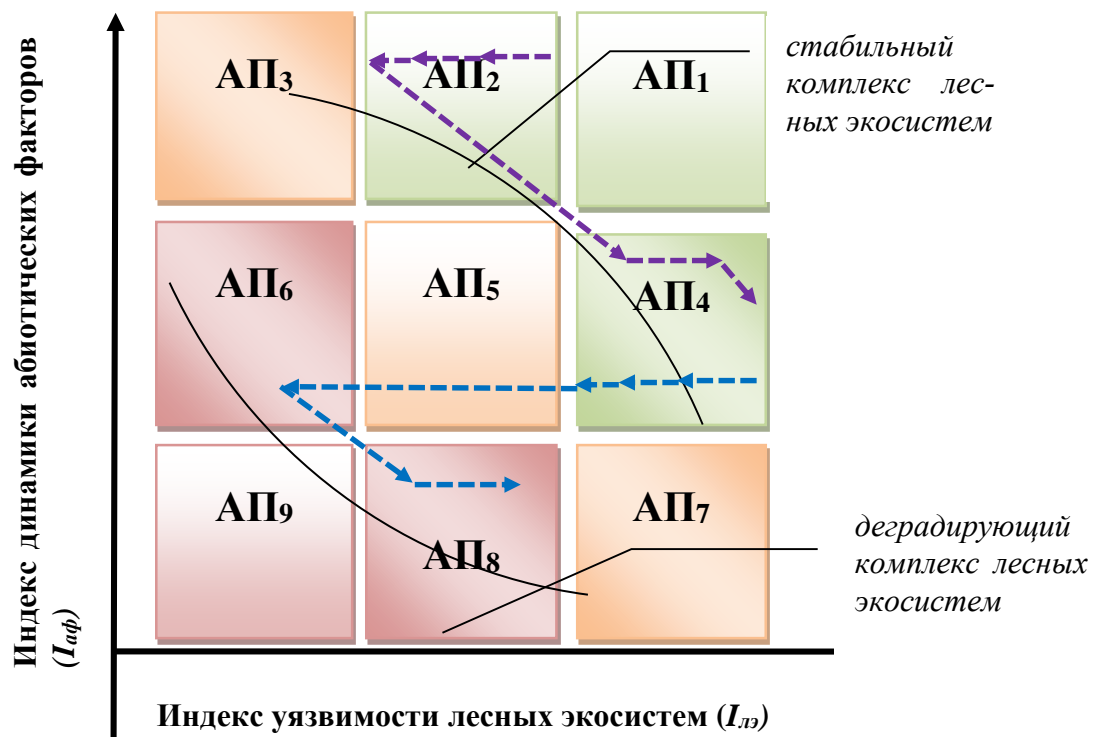 Индекс динамики абиотических факторов
(Iаф)
АП3
АП2
АП1
стабильный
комплекс лес-
ных экосистем
АП6
АП5
АП4
АП9
АП8
АП7
деградирующий
комплекс лесных
экосистем
Индекс уязвимости лесных экосистем (Iлэ)